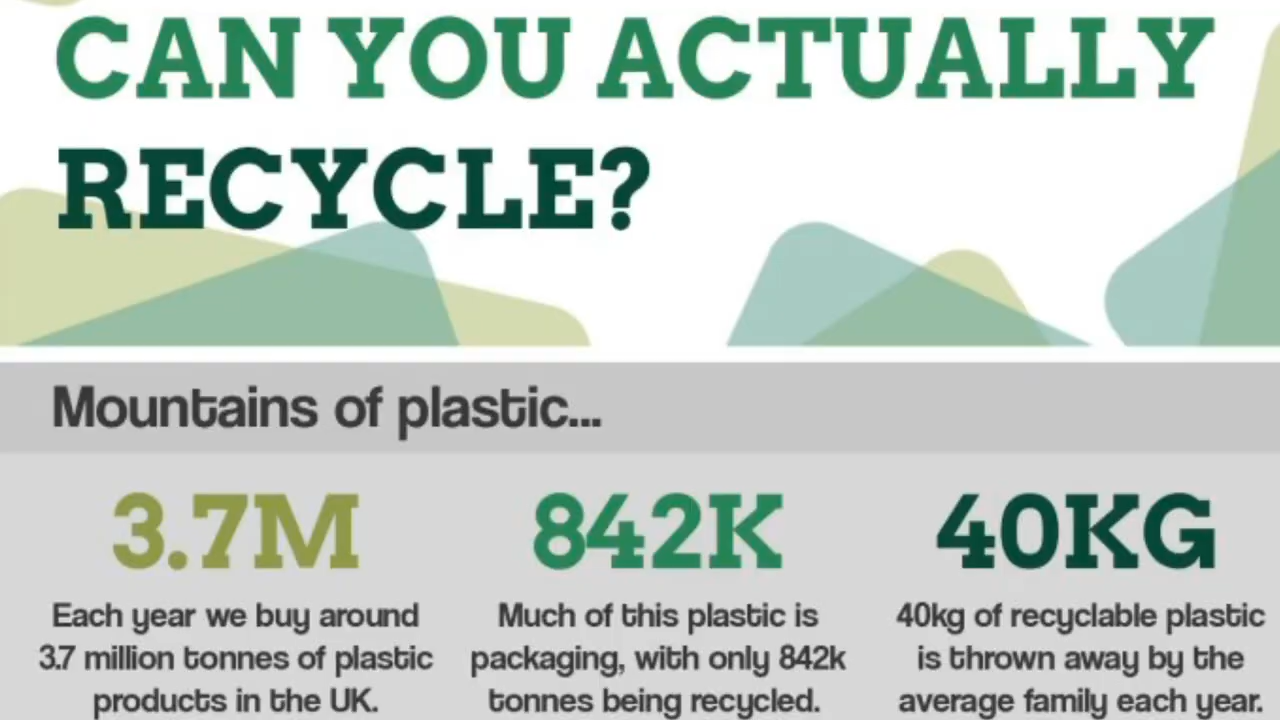 CAN YOU ACTUALLY
RECYCLE?
Mountains of plastic...
3.7M
Each year we buy around
3.7 million tonnes of plastic
products in the UK.
842K
Much of this plastic is
packaging, with only 842k
tonnes being recycled.
40KG
40kg of recyclable plastic
is thrown away by the
average family each year.